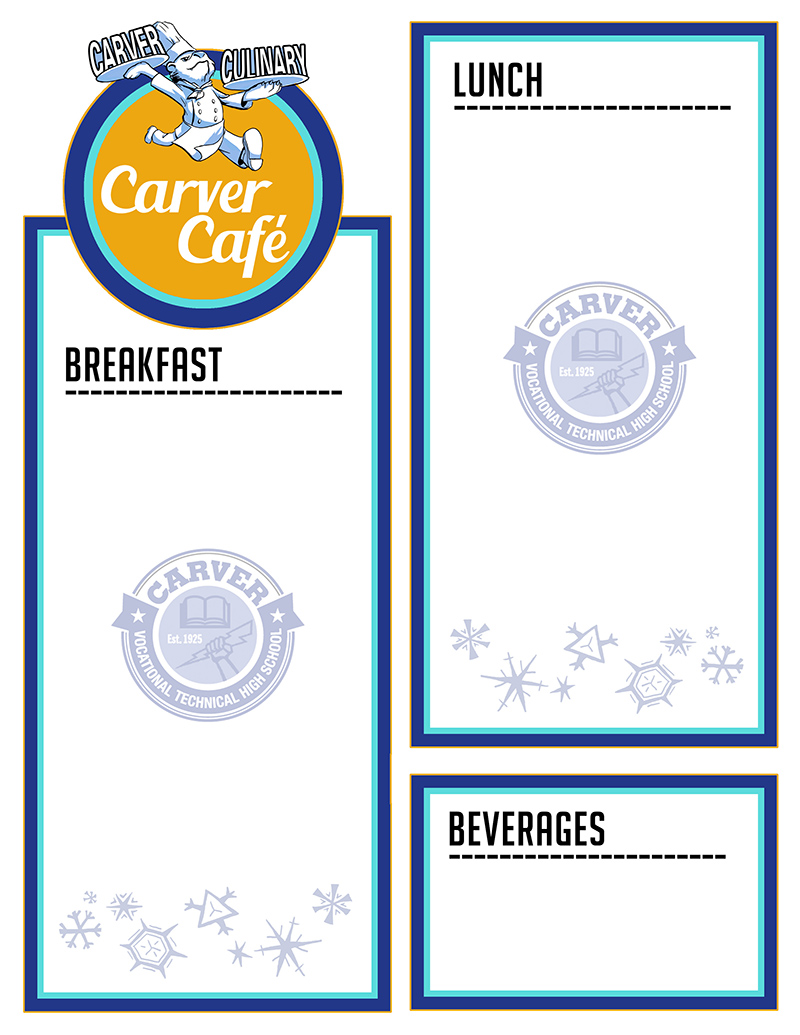 CARVER
CULINARY
Carver
Café
BREAKFAST
CARVER
Est. 1925
VOCATIONAL TECHNICAL HIGH SCHOOL
LUNCH
CARVER
Est. 1925
VOCATIONAL TECHNICAL HIGH SCHOOL
BEVERAGES